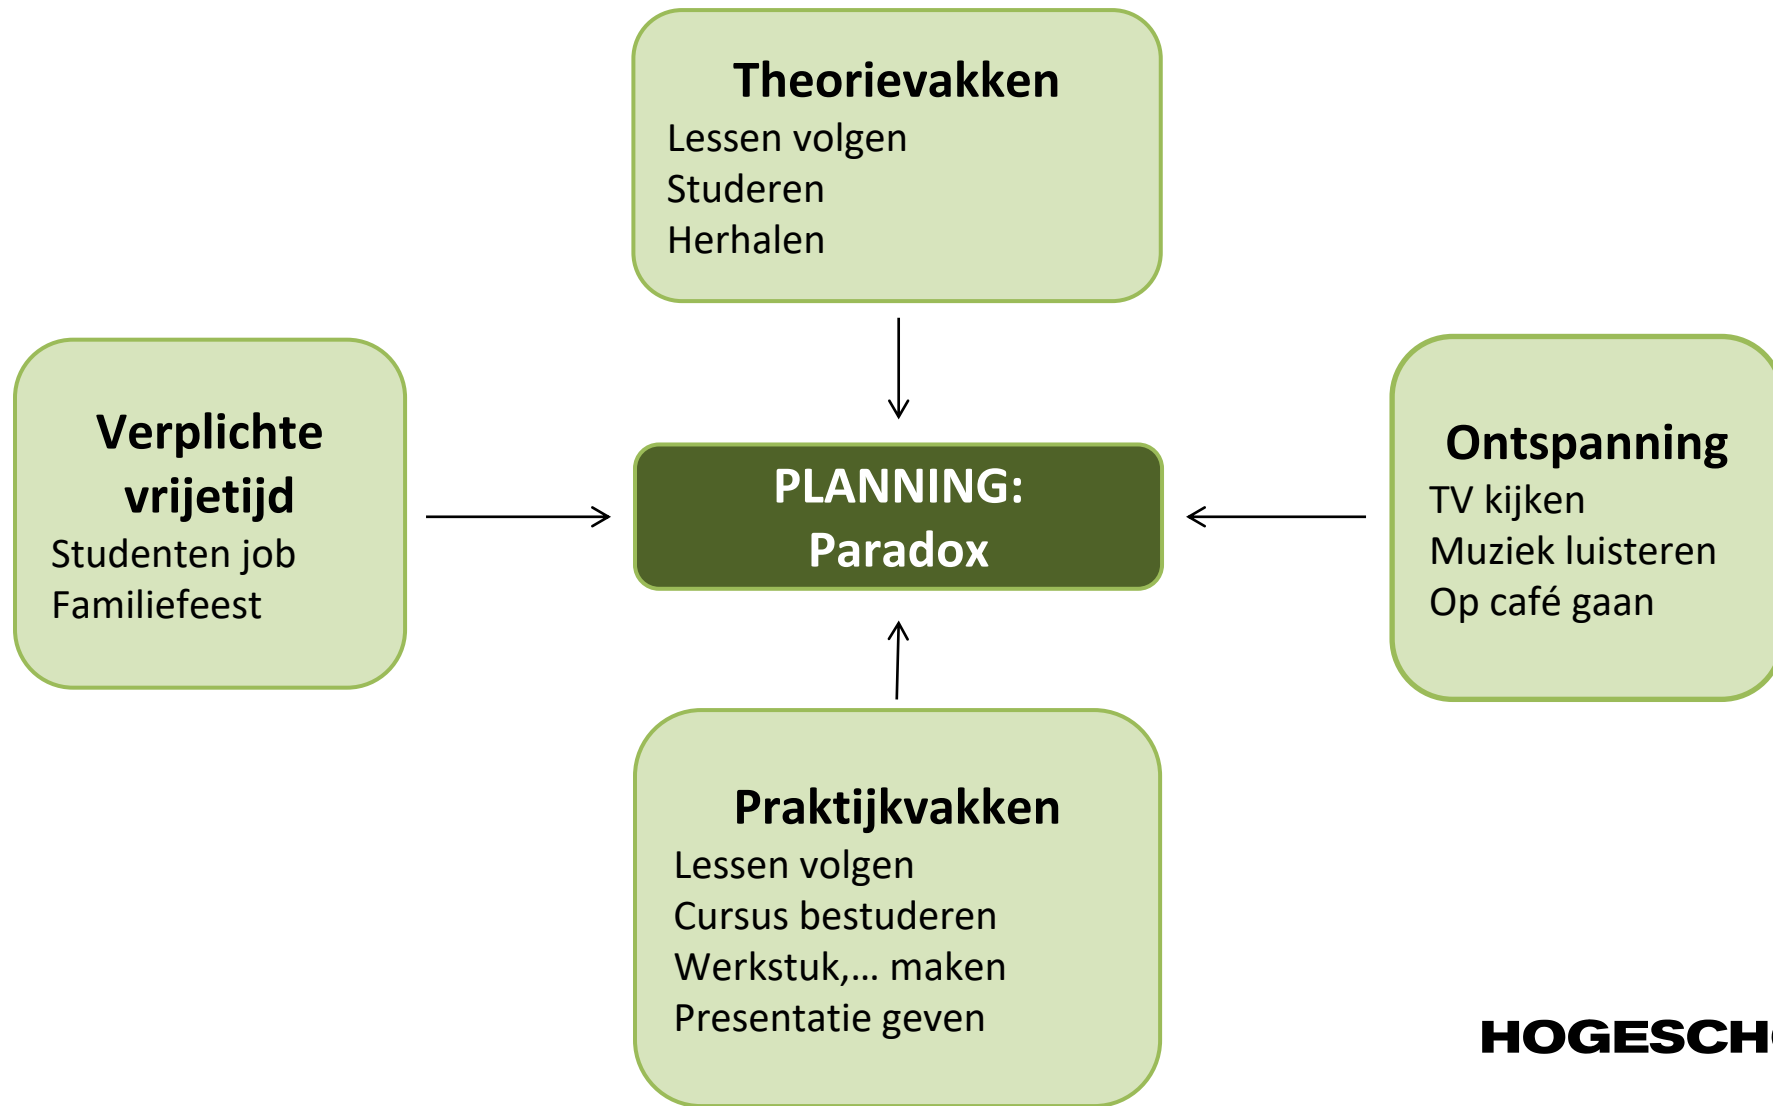 Theorievakken
Lessen volgen
Studeren
Herhalen
Verplichte
vrijetijd
Studenten job
Familiefeest
PLANNING:
Paradox
Ontspanning
TV kijken
Muziek luisteren
Op café gaan
Praktijkvakken
Lessen volgen
Cursus bestuderen
Werkstuk,... maken
Presentatie geven
HOGESCH